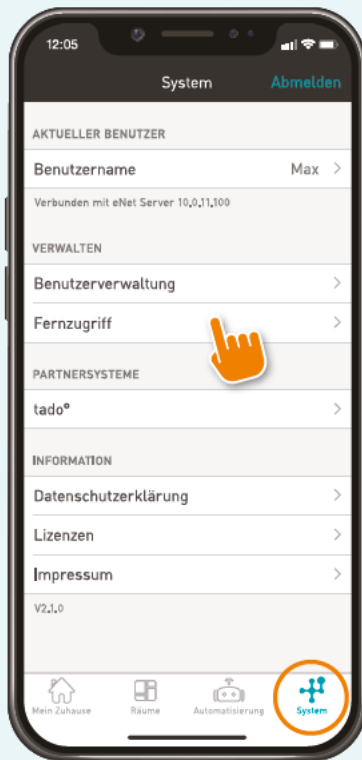 12:05
System
Abmelden
AKTUELLER BENUTZER
Benutzername
Max
Verbunden mit eNet Server 10.0.11.100
VERWALTEN
Benutzerverwaltung
Fernzugriff
PARTNERSYSTEME
tado°
INFORMATION
Datenschutzerklärung
Lizenzen
Impressum
V2.1.0
Mein Zuhause
Räume
Automatisierung
System